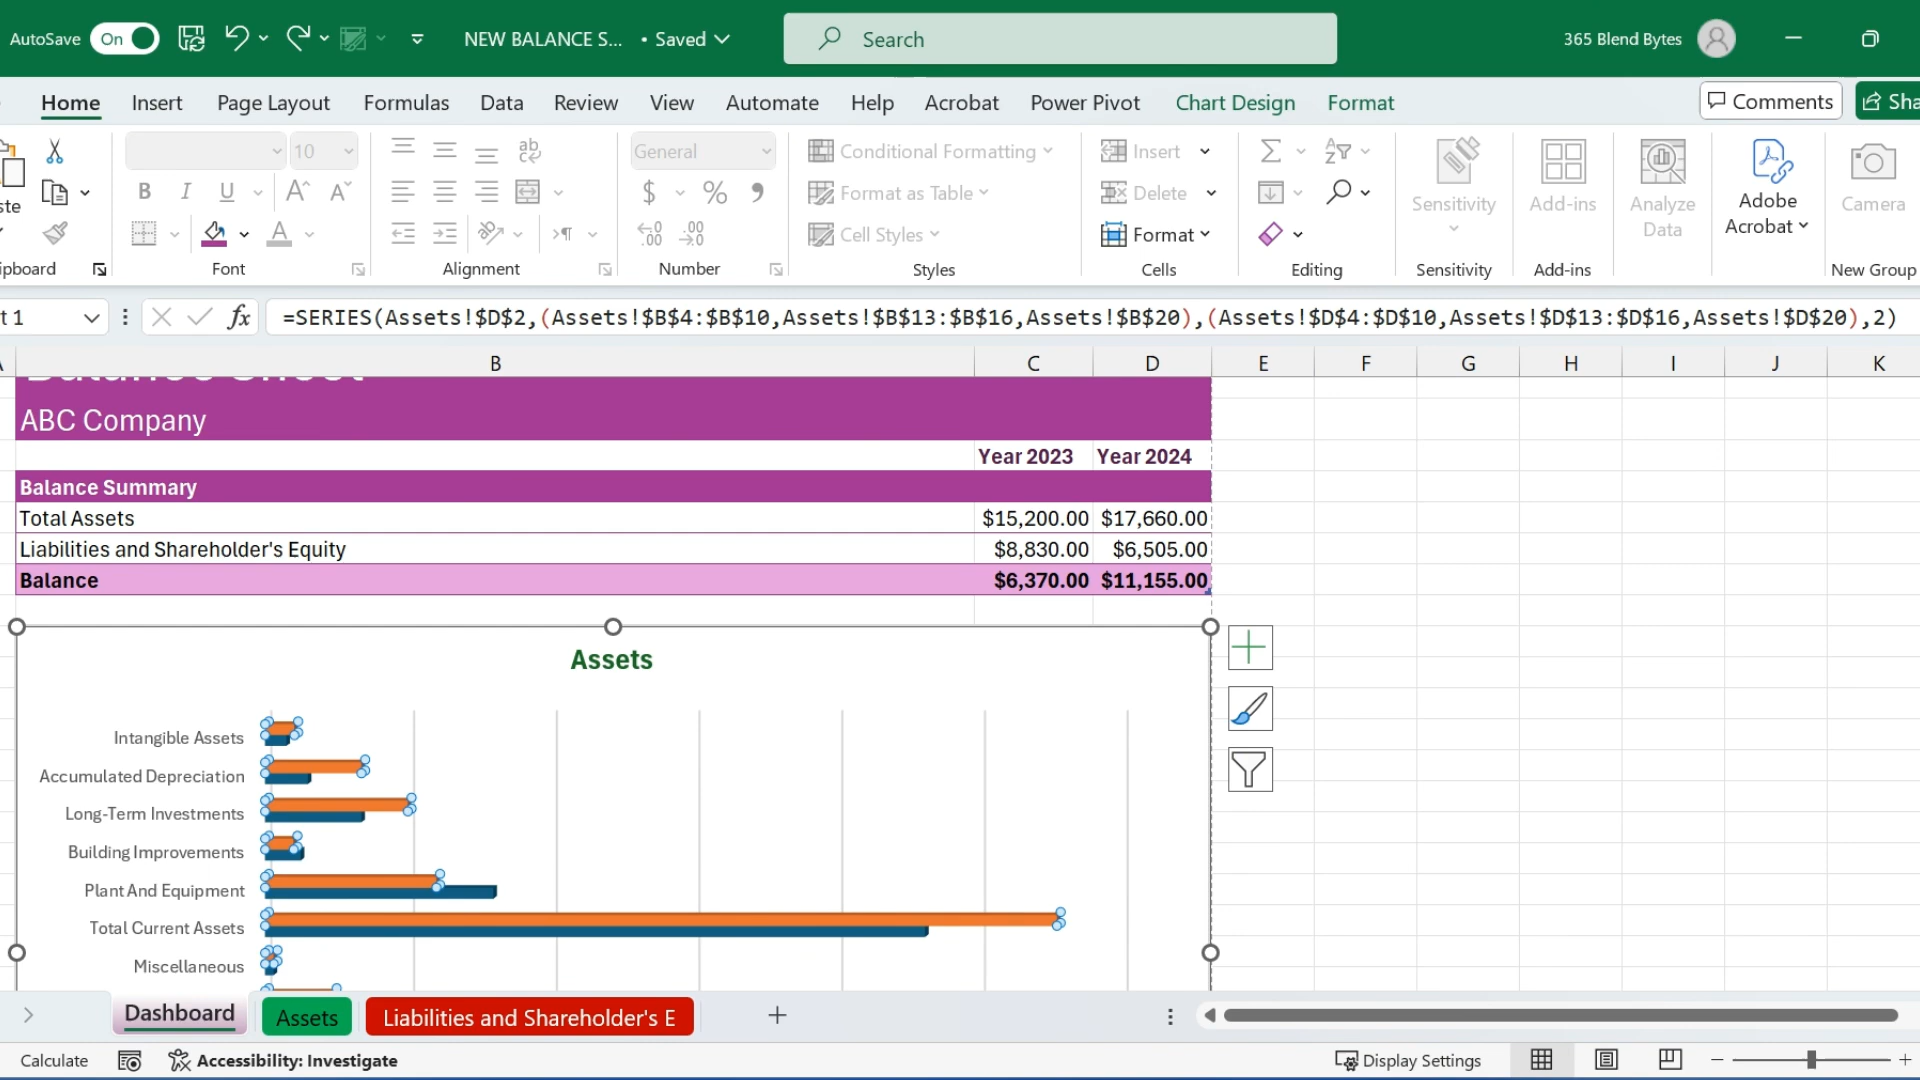 AutoSave On NEW BALANCE S... • Saved Search 365 Blend Bytes
Home Insert Page Layout Formulas Data Review View Automate Help Acrobat Power Pivot Chart Design Format Comments Sha
10 General Conditional Formatting Insert
ste Format as Table Delete Sensitivity Add-ins Analyze Data Adobe Acrobat Camera
Cell Styles Format
ipboard Font Alignment Number Styles Cells Editing Sensitivity Add-ins New Group
t 1 fx =SERIES(Assets!$D$2,(Assets!$B$4:$B$10,Assets!$B$13:$B$16,Assets!$B$20),(Assets!$D$4:$D$10,Assets!$D$13:$D$16,Assets!$D$20),2)
B C D E F G H I J K
ABC Company
Year 2023 Year 2024
Balance Summary
Total Assets $15,200.00 $17,660.00
Liabilities and Shareholder's Equity $8,830.00 $6,505.00
Balance $6,370.00 $11,155.00
Assets
Intangible Assets
Accumulated Depreciation
Long-Term Investments
Building Improvements
Plant And Equipment
Total Current Assets
Miscellaneous
Dashboard Assets Liabilities and Shareholder's E
Calculate Accessibility: Investigate Display Settings